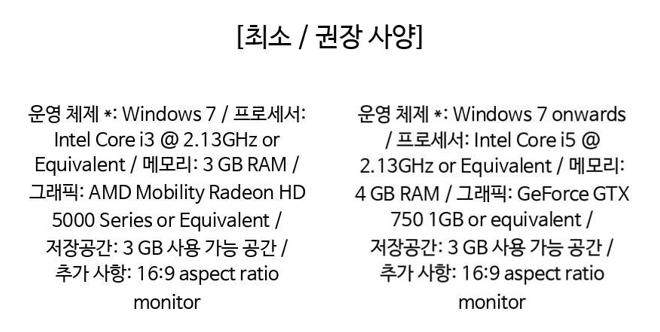 [최소 / 권장 사양]
운영 체제 *: Windows 7 / 프로세서:
Intel Core i3 @ 2.13GHz or
Equivalent / 메모리: 3 GB RAM /
그래픽: AMD Mobility Radeon HD
5000 Series or Equivalent /
저장공간: 3 GB 사용 가능 공간 /
추가 사항: 16:9 aspect ratio
monitor
운영 체제 *: Windows 7 onwards
/ 프로세서: Intel Core i5 @
2.13GHz or Equivalent / 메모리:
4 GB RAM / 그래픽: GeForce GTX
750 1GB or equivalent /
저장공간: 3 GB 사용 가능 공간 /
추가 사항: 16:9 aspect ratio
monitor